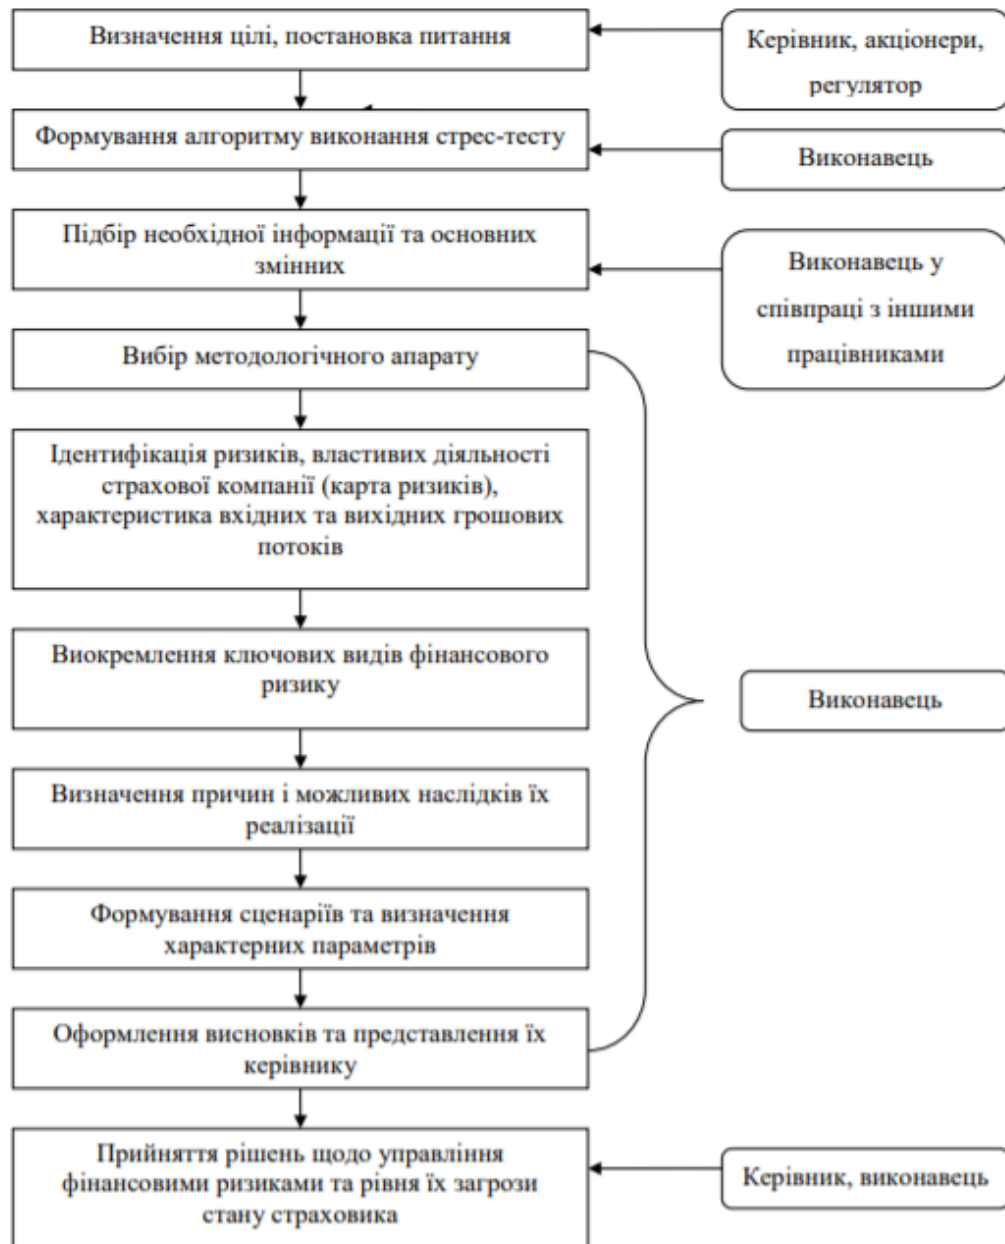 Визначення цілі, постановка питання
Керівник, акціонери,
регулятор
Формування алгоритму виконання стрес-тесту
Виконавець
Підбір необхідної інформації та основних
змінних
Виконавець у
співпраці з іншими
працівниками
Вибір методологічного апарату
Ідентифікація ризиків, властивих діяльності
страхової компанії (карта ризиків),
характеристика вхідних та вихідних грошових
потоків
Виокремлення ключових видів фінансового
ризику
Виконавець
Визначення причин і можливих наслідків їх
реалізації
Формування сценаріїв та визначення
характерних параметрів
Оформлення висновків та представлення їх
керівнику
Прийняття рішень щодо управління
фінансовими ризиками та рівня їх загрози
стану страховика
Керівник, виконавець